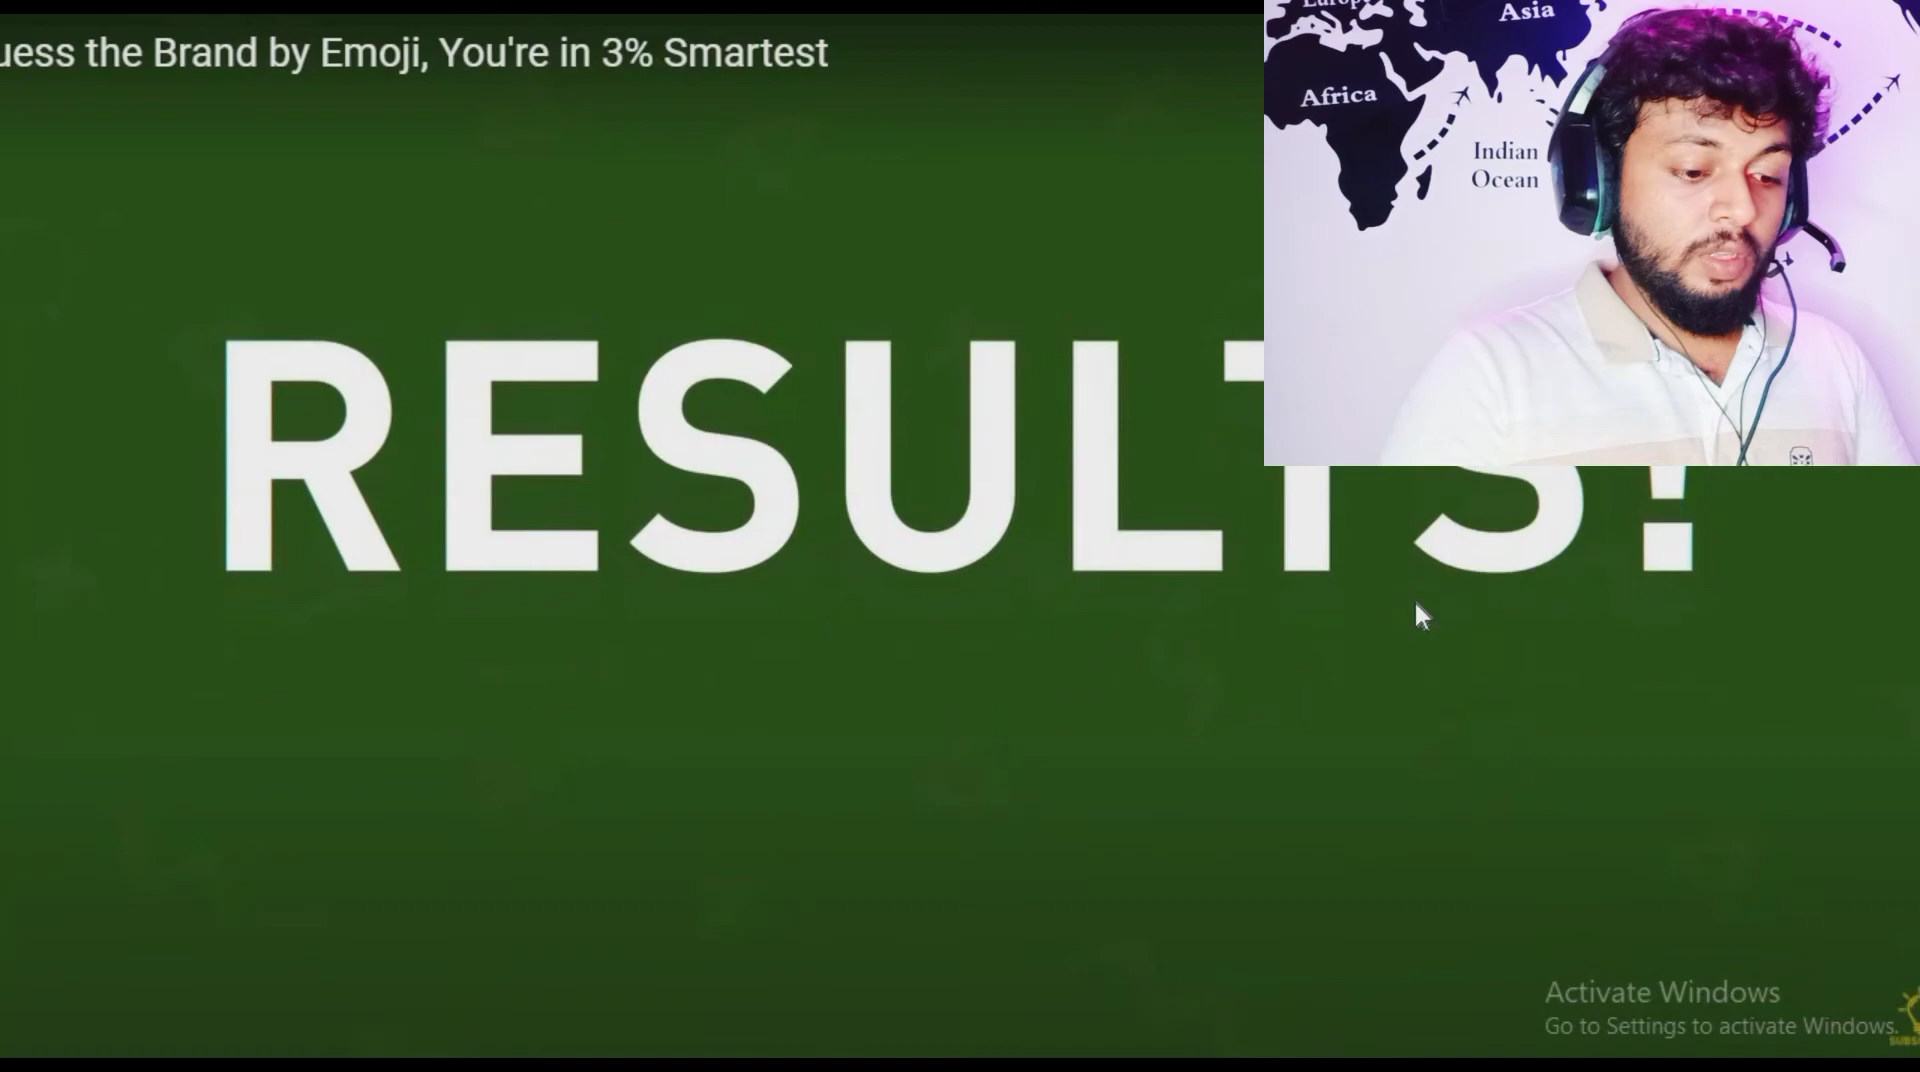 uess the Brand by Emoji, You're in 3% Smartest
Europe
Asia
Africa
Indian
Ocean
RESULTS!
Activate Windows
Go to Settings to activate Windows.